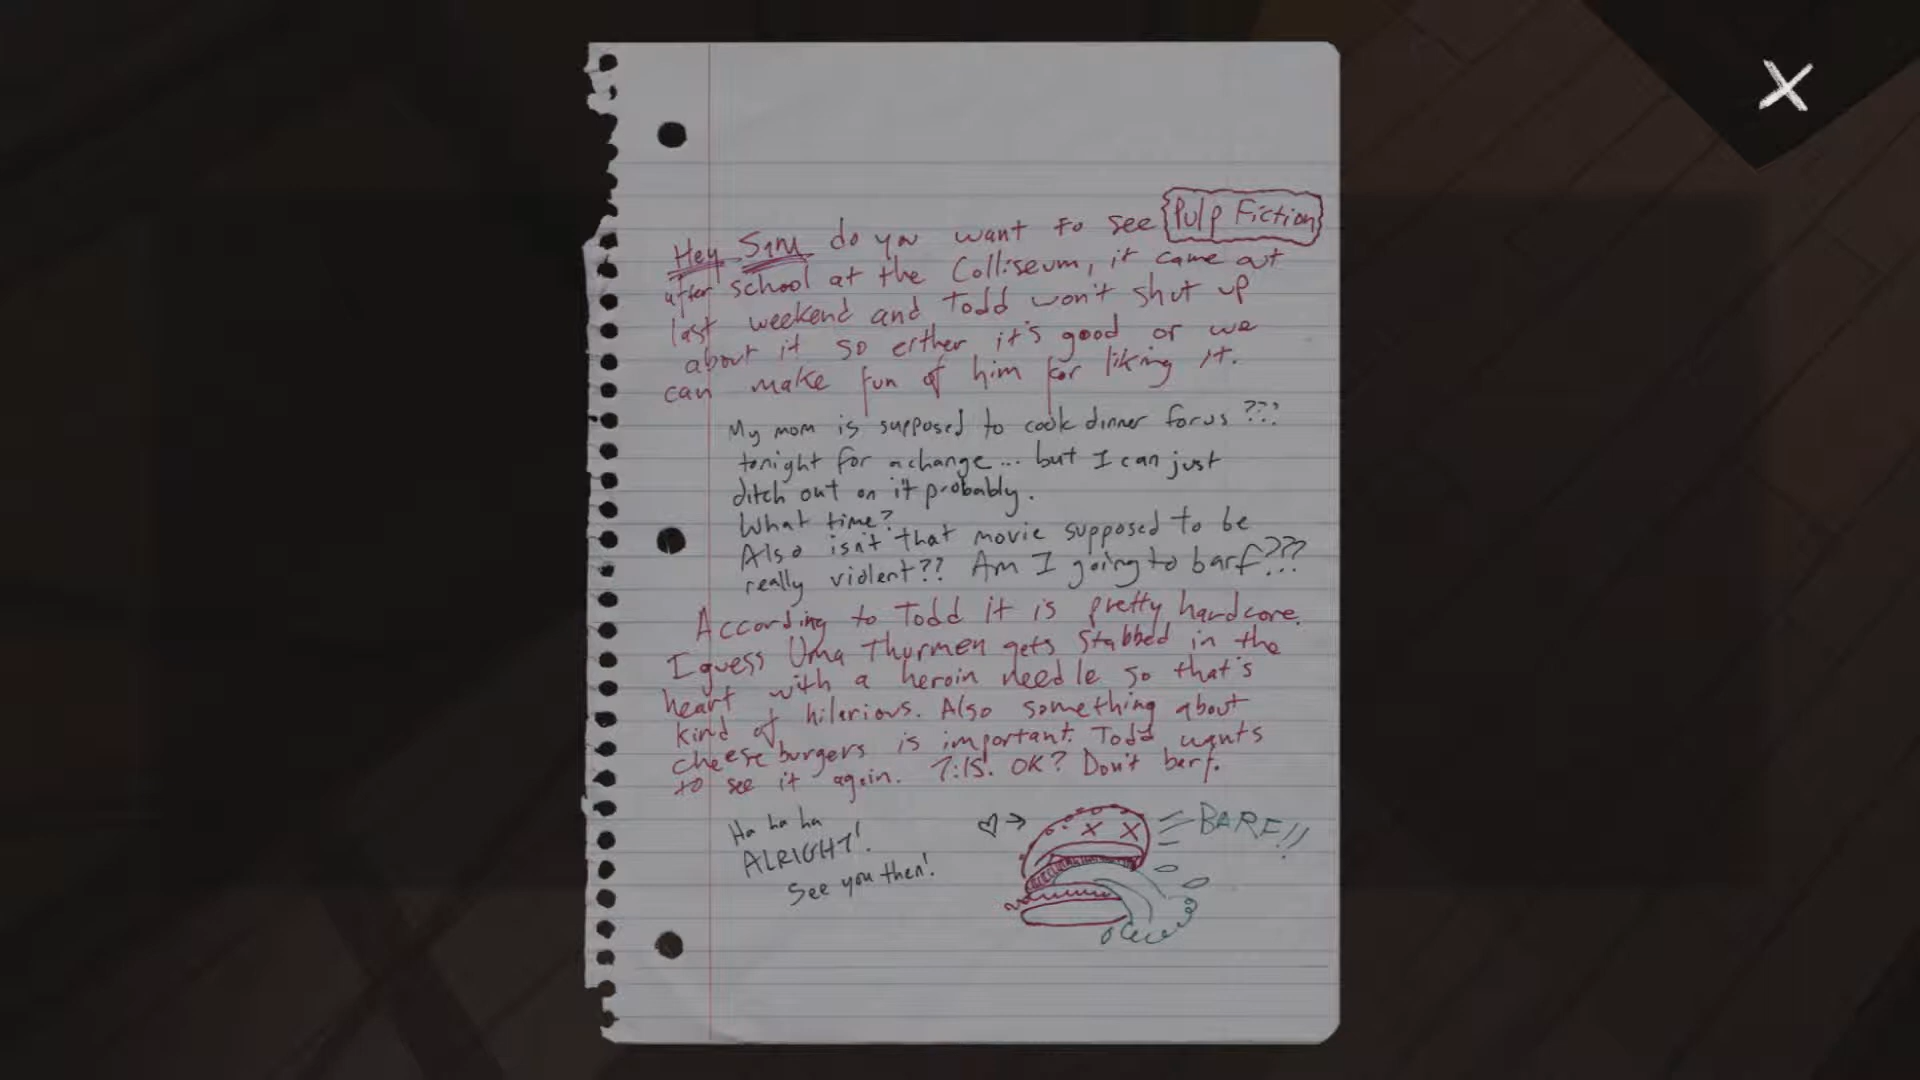 Hey Sam do you want to see Pulp Fiction
after school at the Colliseum, it came out
last weekend and Todd won't shut up
about it so either it's good or we
can make fun of him for liking it.
My mom is supposed to cook dinner for us ???
tonight for a change... but I can just
ditch out on it probably.
What time?
Also isn't that movie supposed to be
really violent?? Am I going to barf???
According to Todd it is pretty hardcore.
I guess Uma Thurmen gets stabbed in the
heart with a heroin needle so that's
kind of hilarious. Also something about
cheeseburgers is important. Todd wants
to see it again. 7:15. OK? Don't barf.
Ha ha ha
ALRIGHT!
See you then!
BARF!!